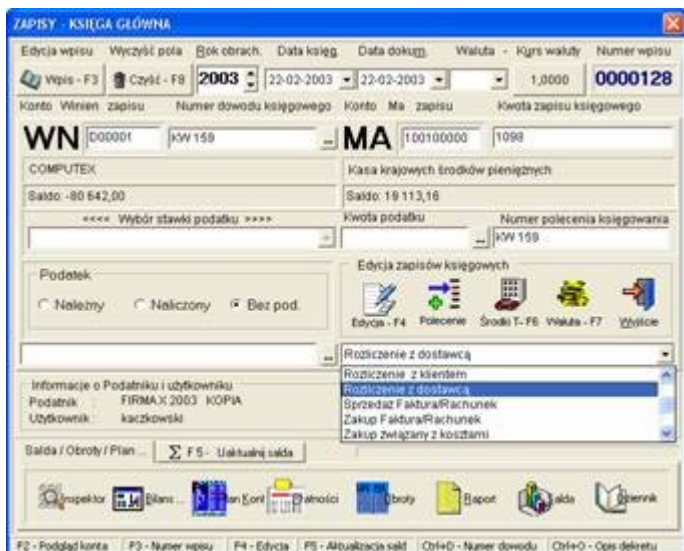 ZAPISY - KSIĘGA GŁÓWNA
Edycja wpisu Wyczyść pola Rok obrach. Data księg. Data dokum. Waluta - Kurs waluty Numer wpisu
Wpis - F3 Czyść - F8 2003 22-02-2003 22-02-2003 1,0000 0000128
Konto Winien zapisu Numer dowodu księgowego Konto Ma zapisu Kwota zapisu księgowego
WN D00001 KW 159 ... MA 100100000 1098
COMPUTEX Kasa krajowych środków pieniężnych
Saldo: -80 642,00 Saldo: 19 113,16
<<<< Wybór stawki podatku >>>> Kwota podatku Numer polecenia księgowania
... KW 159
Podatek Edycja zapisów księgowych
Należny Naliczony Bez pod.
Edycja - F4 Polecenie Środki T- F6 Waluta - F7 Wyjście
... Rozliczenie z dostawcą
Rozliczenie z klientem
Rozliczenie z dostawcą
Sprzedaż Faktura/Rachunek
Zakup Faktura/Rachunek
Zakup związany z kosztami
Informacje o Podatniku i użytkowniku
Podatnik : FIRMA X 2003 KOPIA
Użytkownik : kaczkowski
Salda / Obroty / Plan ... Σ F5 - Uaktualnij salda
Inspektor Bilans ... Plan Kont Płatności Obroty Raport Salda Dziennik
F2 - Podgląd konta F3 - Numer wpisu F4 - Edycja F5 - Aktualizacja sald Ctrl+D - Numer dowodu Ctrl+O - Opis dekretu